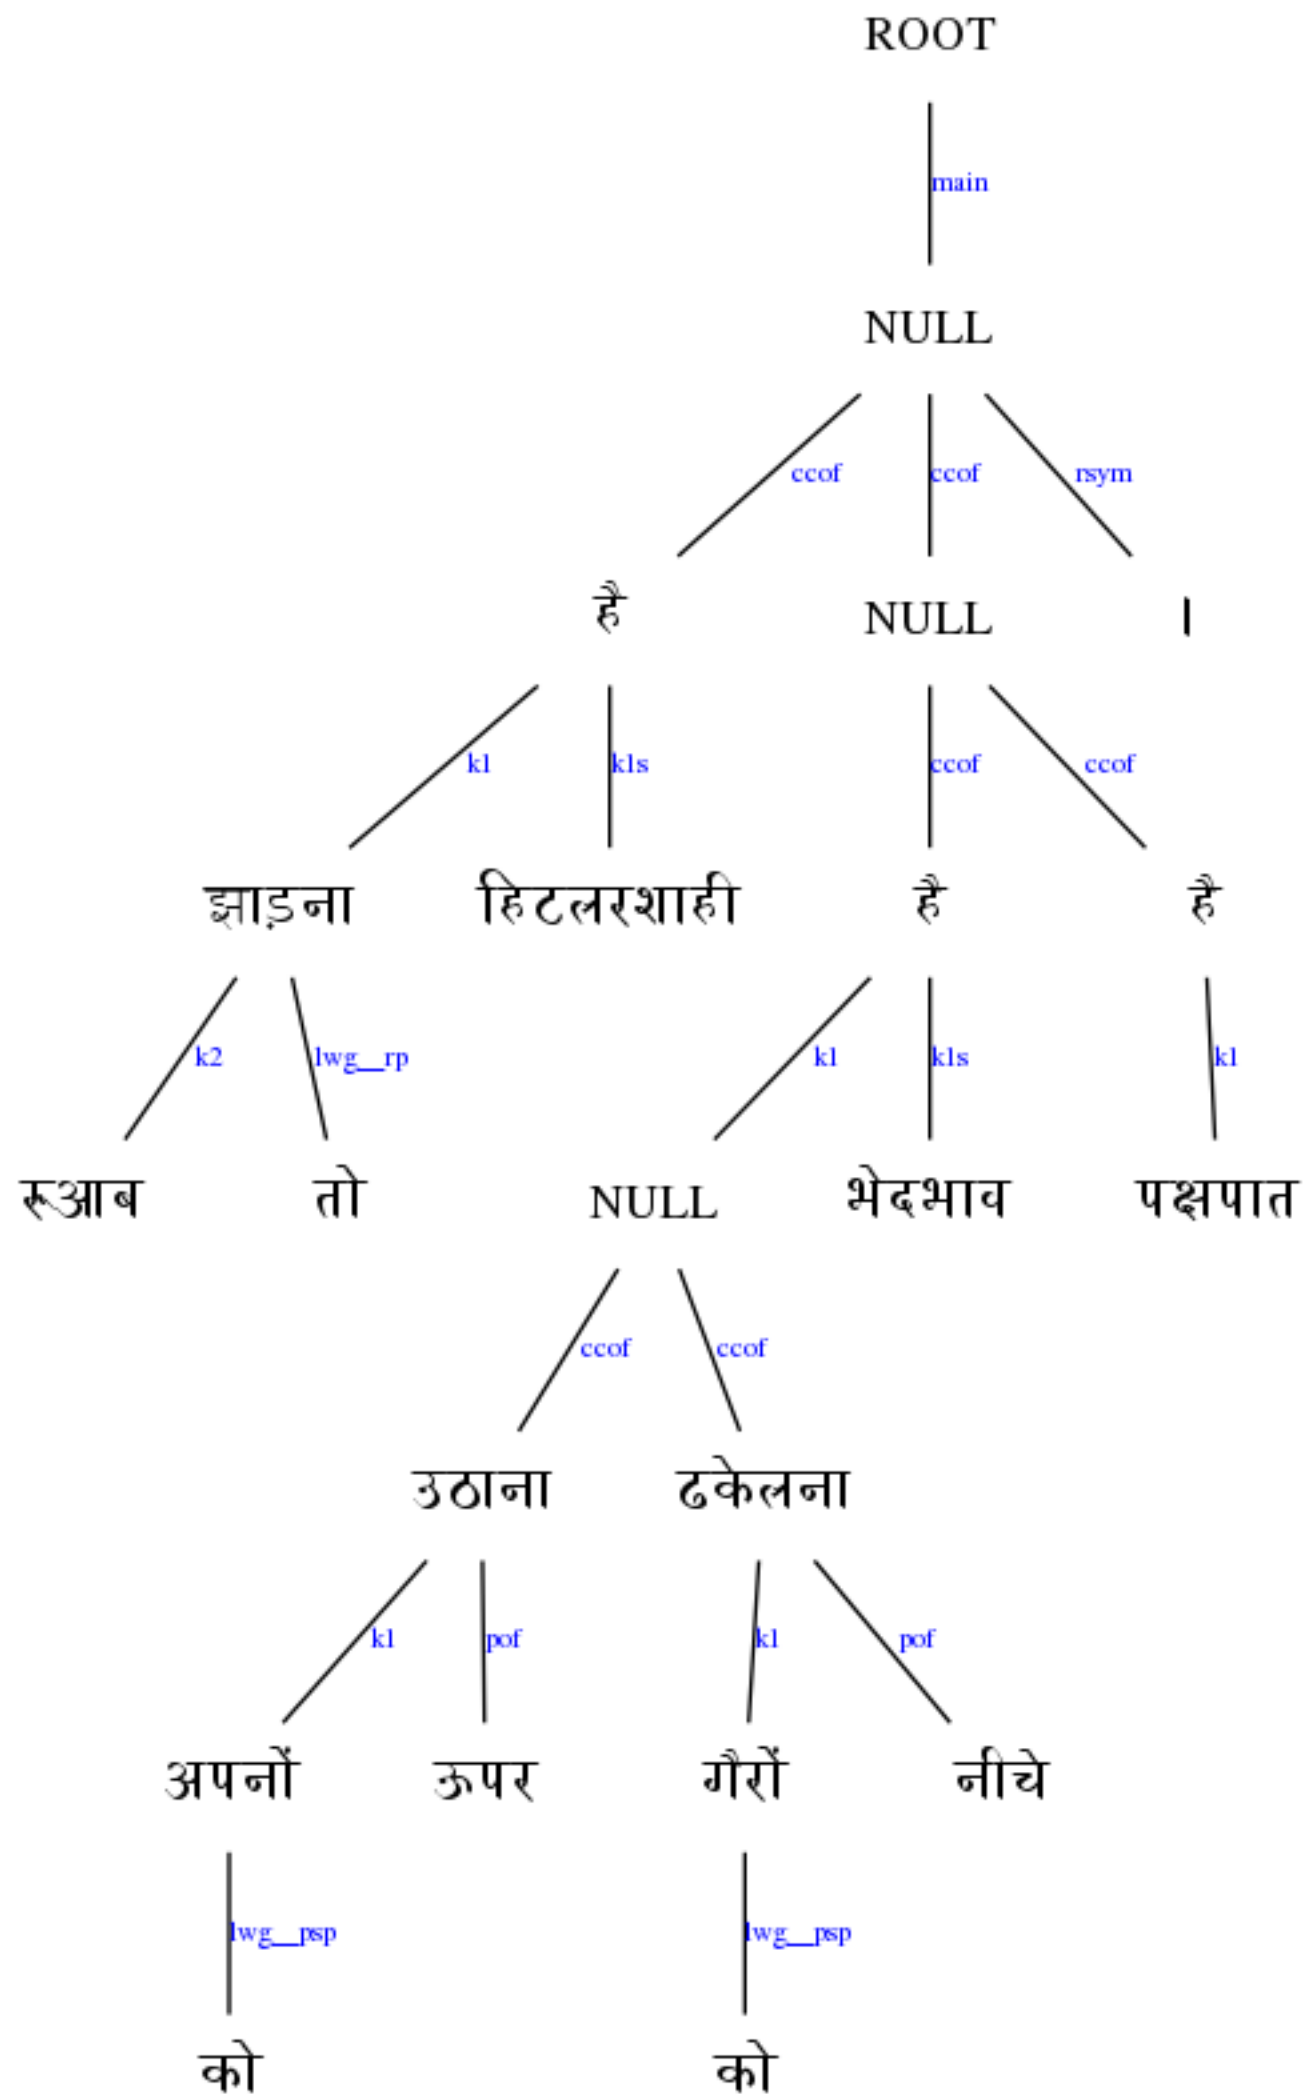 ROOT
main
NULL
ccof ccof rsym
है NULL ।
k1 k1s ccof ccof
झाड़ना हिटलरशाही है है
k2 lwg__rp k1 k1s k1
रूआब तो NULL भेदभाव पक्षपात
ccof ccof
उठाना ढकेलना
k1 pof k1 pof
अपनों ऊपर गैरों नीचे
lwg__psp lwg__psp
को को